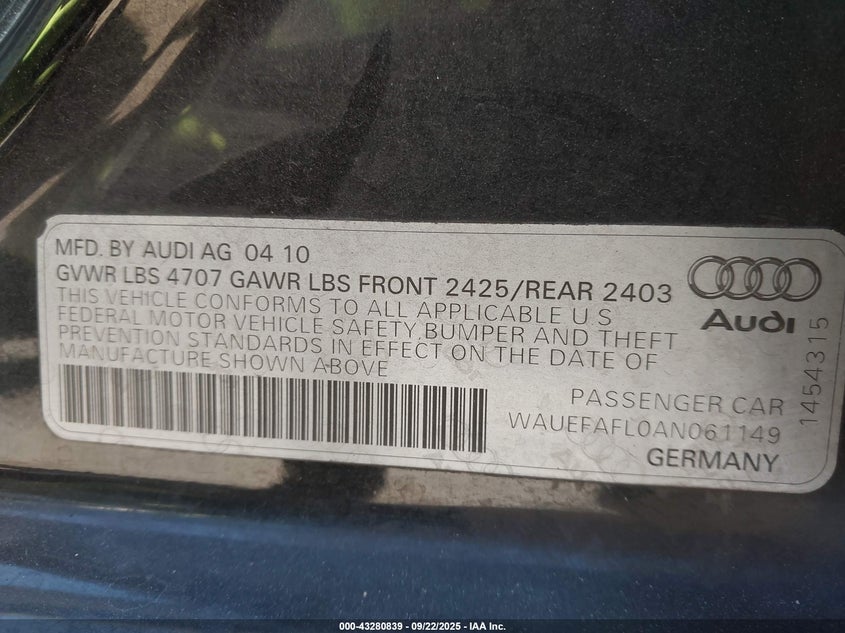 MFD. BY AUDI AG 04 10
GVWR LBS 4707 GAWR LBS FRONT 2425/REAR 2403
THIS VEHICLE CONFORMS TO ALL APPLICABLE U S
FEDERAL MOTOR VEHICLE SAFETY, BUMPER AND THEFT
PREVENTION STANDARDS IN EFFECT ON THE DATE OF
MANUFACTURE SHOWN ABOVE
Audi
1454315
PASSENGER CAR
WAUEFAFL0AN061149
GERMANY
000-43280839 - 09/22/2025 - IAA Inc.